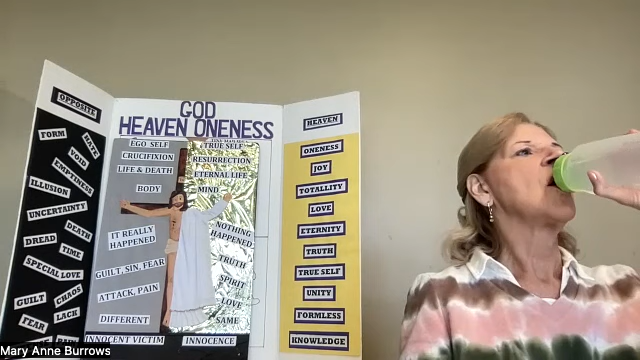 OPPOSITE
FORM
HATE
VOID
EMPTINESS
ILLUSION
UNCERTAINTY
DEATH
DREAD
TIME
SPECIAL LOVE
CHAOS
GUILT
LACK
FEAR
GOD
HEAVEN ONENESS
EGO SELF
CRUCIFIXION
LIFE & DEATH
BODY
IT REALLY
HAPPENED
GUILT, SIN, FEAR
ATTACK, PAIN
DIFFERENT
INNOCENT VICTIM
TRUE SELF
RESURRECTION
ETERNAL LIFE
MIND
NOTHING
HAPPENED
TRUTH
SPIRIT
LOVE
SAME
INNOCENCE
HEAVEN
ONENESS
JOY
TOTALLITY
LOVE
ETERNITY
TRUTH
TRUE SELF
UNITY
FORMLESS
KNOWLEDGE
Mary Anne Burrows